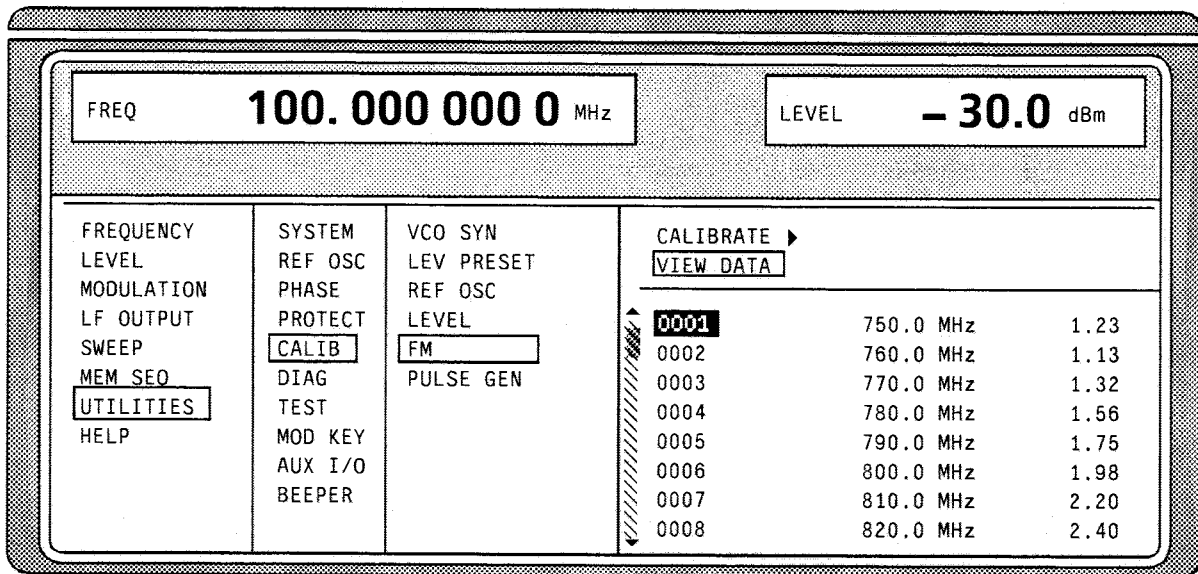 FREQ 100. 000 000 0 MHz
LEVEL – 30.0 dBm
FREQUENCY
LEVEL
MODULATION
LF OUTPUT
SWEEP
MEM SEQ
UTILITIES
HELP
SYSTEM
REF OSC
PHASE
PROTECT
CALIB
DIAG
TEST
MOD KEY
AUX I/O
BEEPER
VCO SYN
LEV PRESET
REF OSC
LEVEL
FM
PULSE GEN
CALIBRATE ▶
VIEW DATA
0001 750.0 MHz 1.23
0002 760.0 MHz 1.13
0003 770.0 MHz 1.32
0004 780.0 MHz 1.56
0005 790.0 MHz 1.75
0006 800.0 MHz 1.98
0007 810.0 MHz 2.20
0008 820.0 MHz 2.40